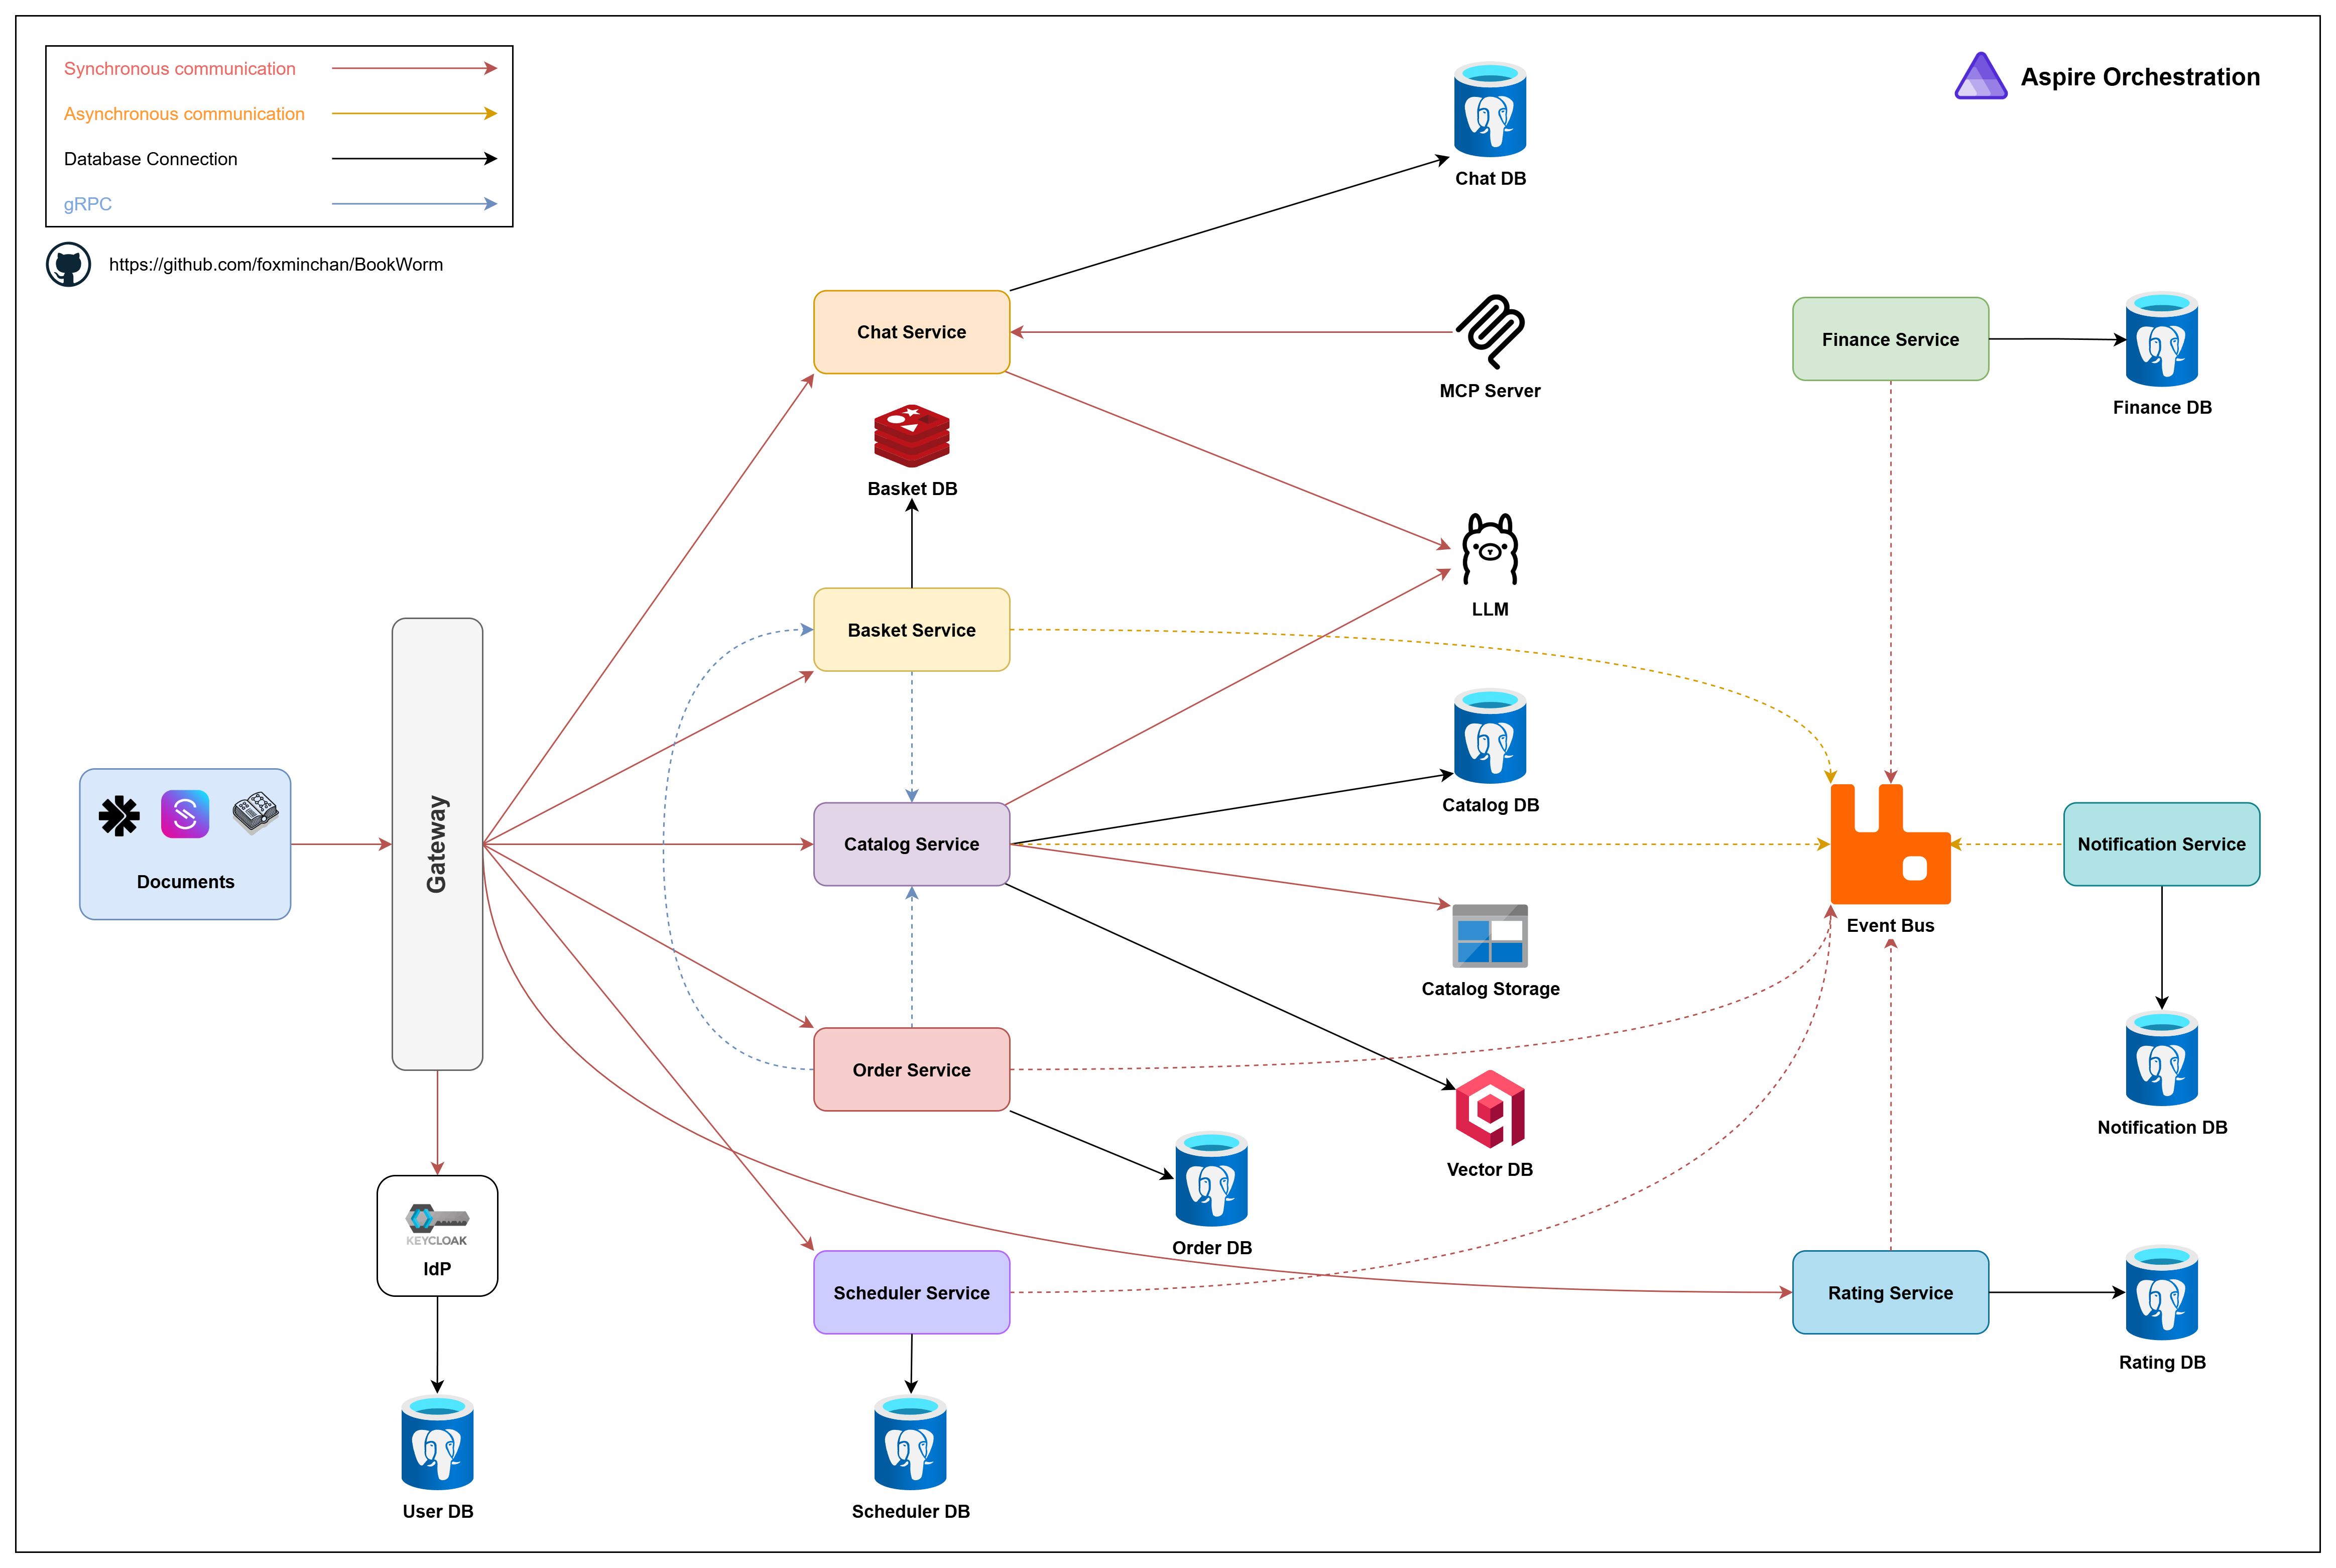 Synchronous communication
Asynchronous communication
Database Connection
gRPC
https://github.com/foxminchan/BookWorm
Aspire Orchestration
Chat DB
Chat Service
MCP Server
Finance Service
Finance DB
Basket DB
LLM
Basket Service
Catalog DB
Gateway
Documents
Catalog Service
Notification Service
Event Bus
Catalog Storage
Order Service
Notification DB
Vector DB
Order DB
KEYCLOAK
IdP
Scheduler Service
Rating Service
Rating DB
User DB
Scheduler DB